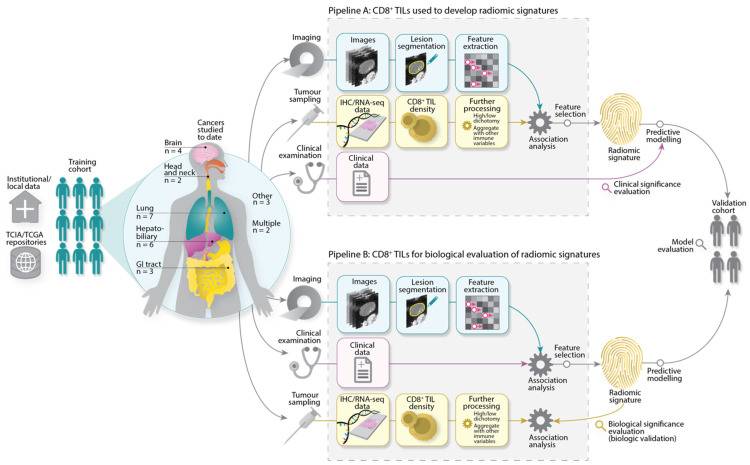 Pipeline A: CD8⁺ TILs used to develop radiomic signatures
Imaging
Images
Lesion
segmentation
Feature
extraction
Tumour
sampling
IHC/RNA-seq
data
CD8⁺ TIL
density
Further
processing
High/low
dichotomy
Aggregate
with other
immune
variables
Association
analysis
Feature
selection
Radiomic
signature
Predictive
modelling
Clinical
examination
Clinical
data
Clinical significance
evaluation
Cancers
studied
to date
Brain
n = 4
Head
and neck
n = 2
Other
n = 3
Lung
n = 7
Multiple
n = 2
Hepato-
biliary
n = 6
GI tract
n = 3
Training
cohort
Institutional/
local data
TCIA/TCGA
repositories
Validation
cohort
Model
evaluation
Pipeline B: CD8⁺ TILs for biological evaluation of radiomic signatures
Imaging
Images
Lesion
segmentation
Feature
extraction
Clinical
examination
Clinical
data
Association
analysis
Feature
selection
Radiomic
signature
Predictive
modelling
Tumour
sampling
IHC/RNA-seq
data
CD8⁺ TIL
density
Further
processing
High/low
dichotomy
Aggregate
with other
immune
variables
Association
analysis
Biological significance
evaluation
(biologic validation)